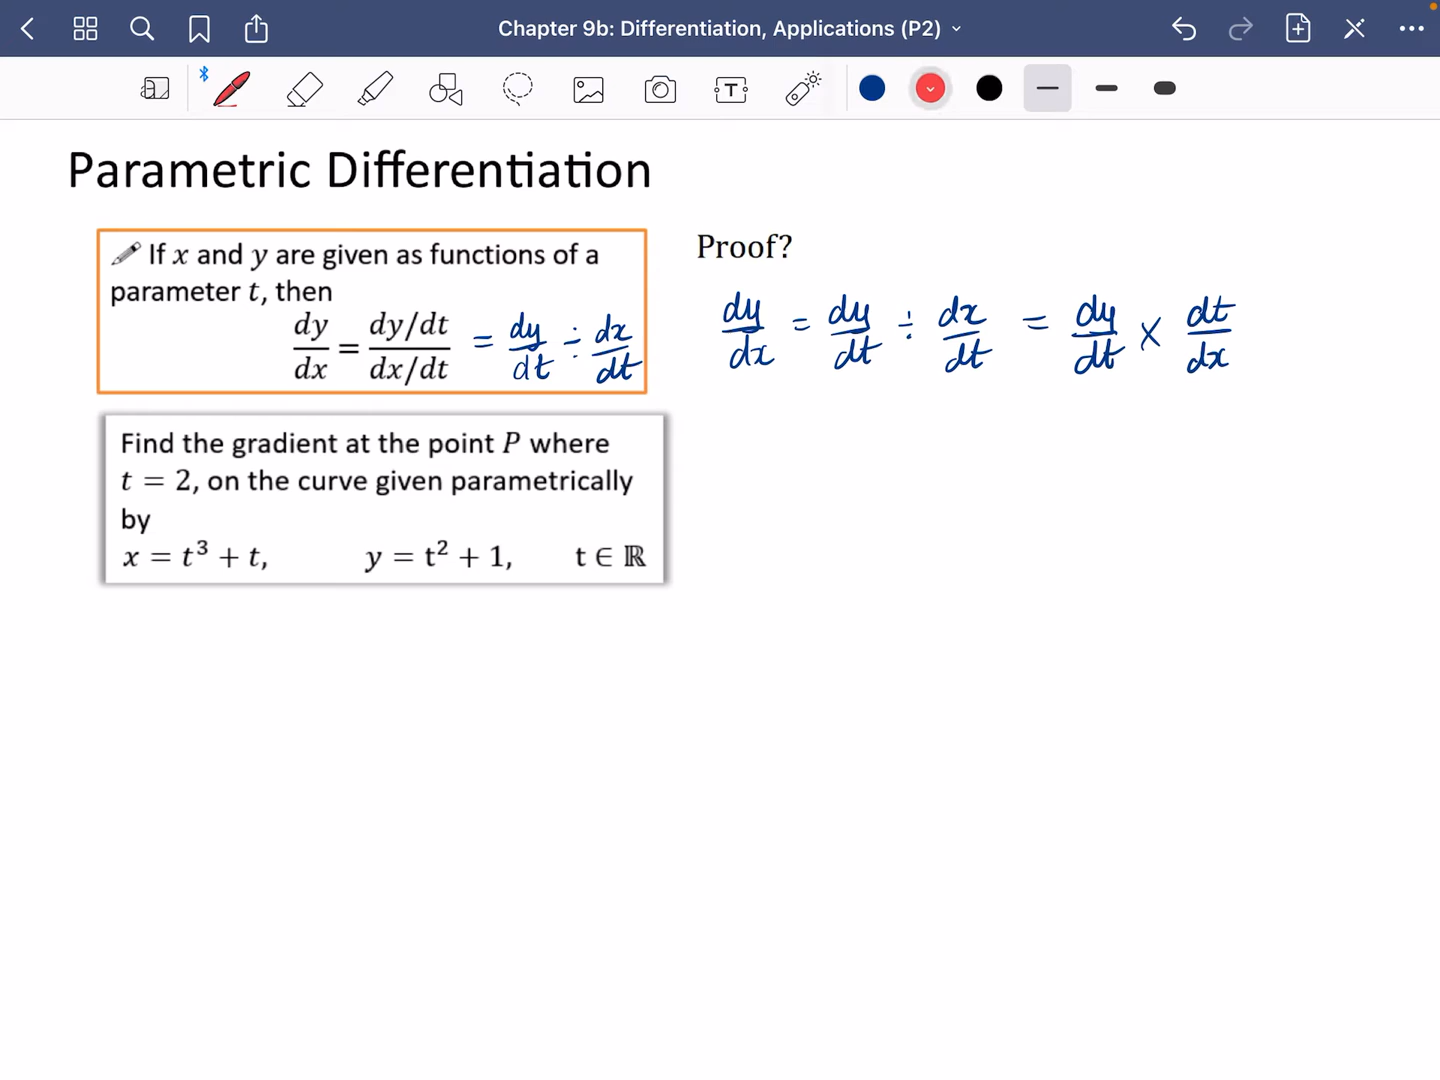 Chapter 9b: Differentiation, Applications (P2)
T
Parametric Differentiation
If x and y are given as functions of a
parameter t, then
dy/dx = (dy/dt)/(dx/dt) = dy/dt ÷ dx/dt
Proof?
dy/dx = dy/dt ÷ dx/dt = dy/dt × dt/dx
Find the gradient at the point P where
t = 2, on the curve given parametrically
by
x = t³ + t, y = t² + 1, t ∈ ℝ